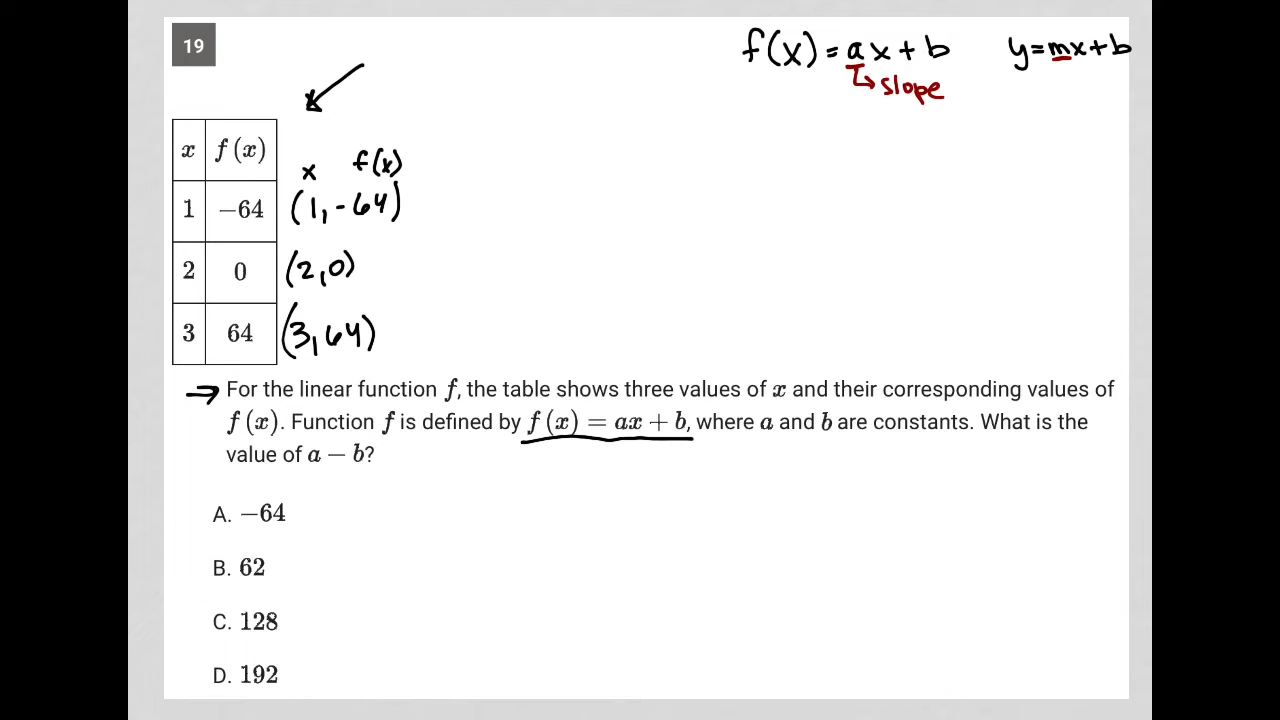 19
f(x) = ax + b y = mx + b
slope
x f(x)
x f(x)
1 −64 (1, -64)
2 0 (2, 0)
3 64 (3, 64)
For the linear function f, the table shows three values of x and their corresponding values of
f(x). Function f is defined by f(x) = ax + b, where a and b are constants. What is the
value of a − b?
A. −64
B. 62
C. 128
D. 192